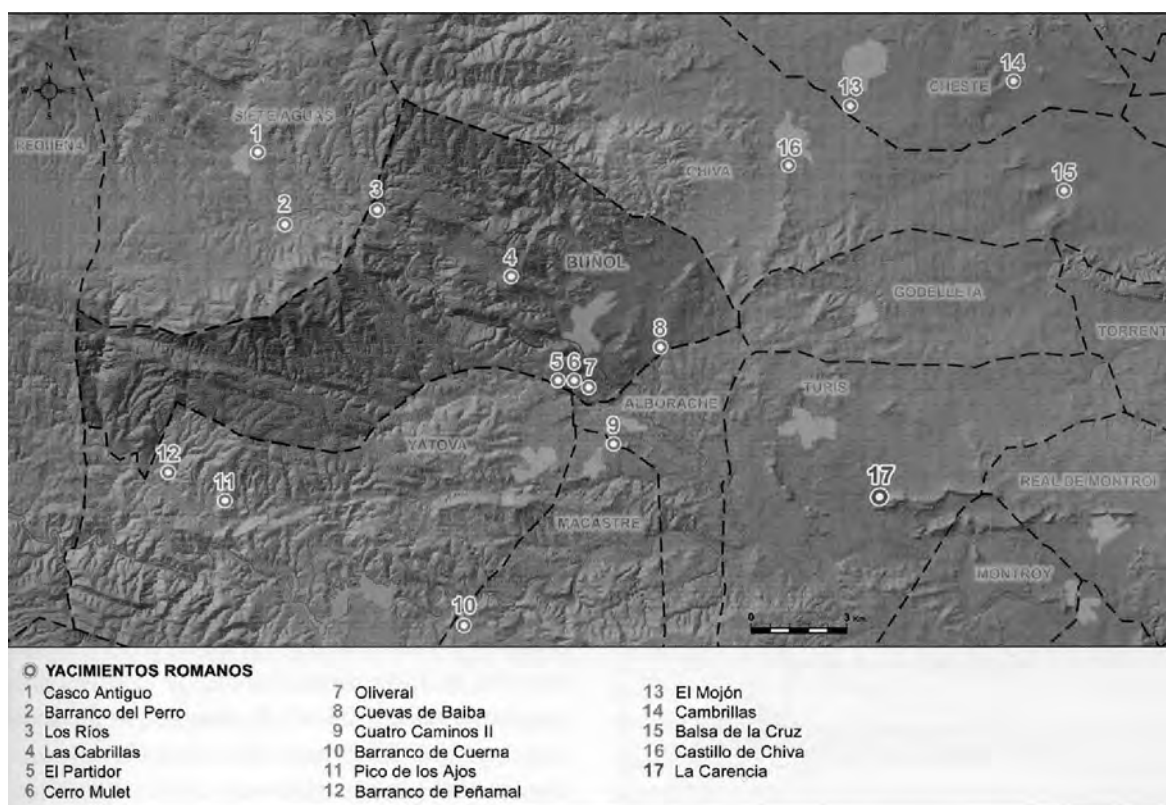 N
W
S
SIETE AGUAS
REQUENA
1
2
3
4
BUÑOL
CHIVA
16
13
CHESTE
14
15
GODELLETA
TORRENT
5 6 7
8
ALBORACHE
TURÍS
YÁTOVA
9
12
11
MACASTRE
17
REAL DE MONTROI
MONTROY
10
0 3 Km.
YACIMIENTOS ROMANOS
1 Casco Antiguo
2 Barranco del Perro
3 Los Ríos
4 Las Cabrillas
5 El Partidor
6 Cerro Mulet
7 Oliveral
8 Cuevas de Baiba
9 Cuatro Caminos II
10 Barranco de Cuerna
11 Pico de los Ajos
12 Barranco de Peñamal
13 El Mojón
14 Cambrillas
15 Balsa de la Cruz
16 Castillo de Chiva
17 La Carencia